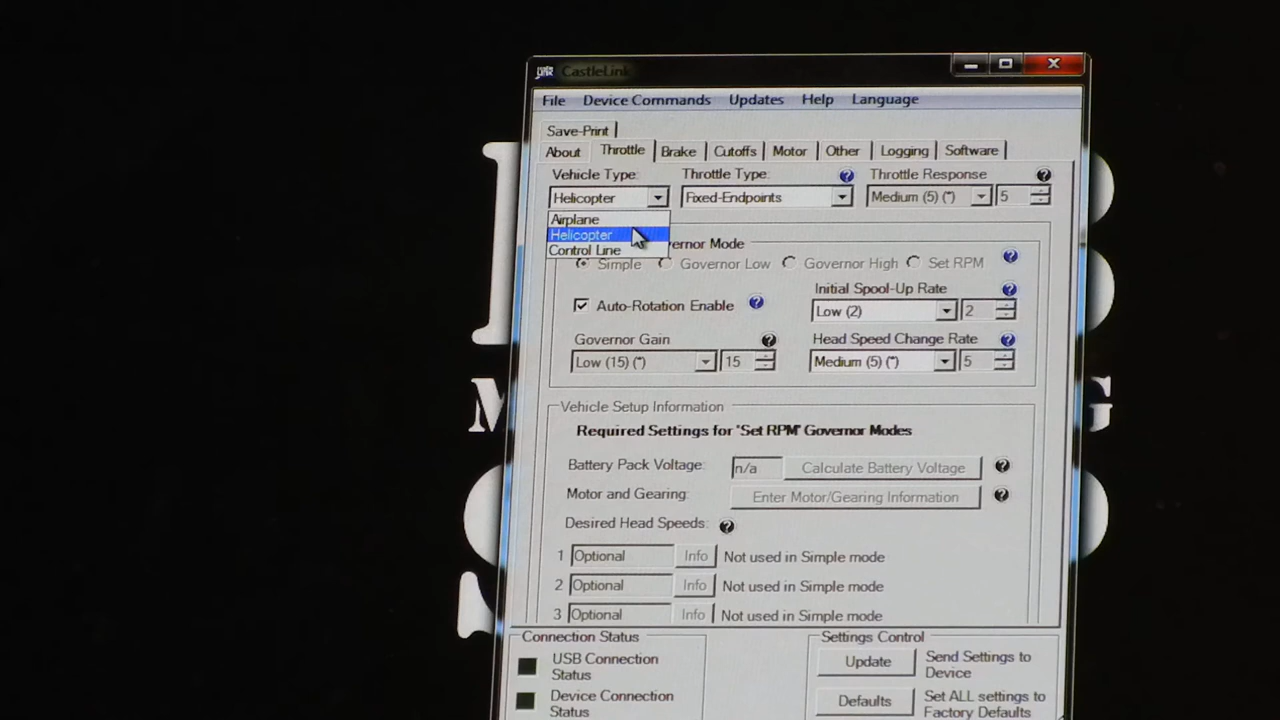 CastleLink
File Device Commands Updates Help Language
Save-Print
About Throttle Brake Cutoffs Motor Other Logging Software
Vehicle Type: Throttle Type: Throttle Response
Helicopter Fixed-Endpoints Medium (5) (*) 5
Airplane
Helicopter
Control Line
ernor Mode
Simple Governor Low Governor High Set RPM
Initial Spool-Up Rate
Auto-Rotation Enable Low (2) 2
Governor Gain Head Speed Change Rate
Low (15) (*) 15 Medium (5) (*) 5
Vehicle Setup Information
Required Settings for "Set RPM" Governor Modes
Battery Pack Voltage: n/a Calculate Battery Voltage
Motor and Gearing: Enter Motor/Gearing Information
Desired Head Speeds:
1 Optional Info Not used in Simple mode
2 Optional Info Not used in Simple mode
3 Optional Info Not used in Simple mode
Connection Status Settings Control
USB Connection Status
Update Send Settings to Device
Device Connection Status
Defaults Set ALL settings to Factory Defaults